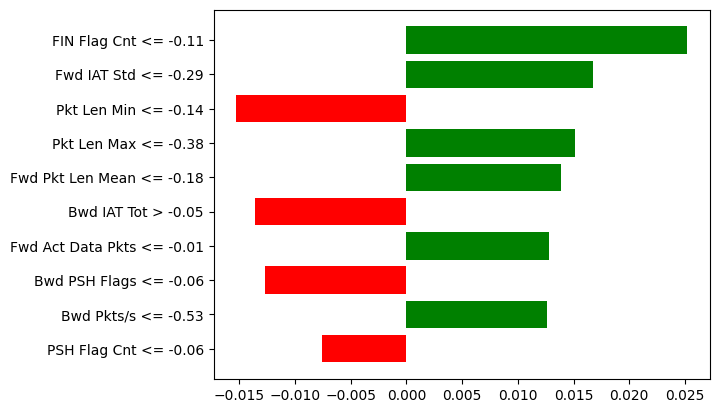 FIN Flag Cnt <= -0.11
Fwd IAT Std <= -0.29
Pkt Len Min <= -0.14
Pkt Len Max <= -0.38
Fwd Pkt Len Mean <= -0.18
Bwd IAT Tot > -0.05
Fwd Act Data Pkts <= -0.01
Bwd PSH Flags <= -0.06
Bwd Pkts/s <= -0.53
PSH Flag Cnt <= -0.06
−0.015 −0.010 −0.005 0.000 0.005 0.010 0.015 0.020 0.025